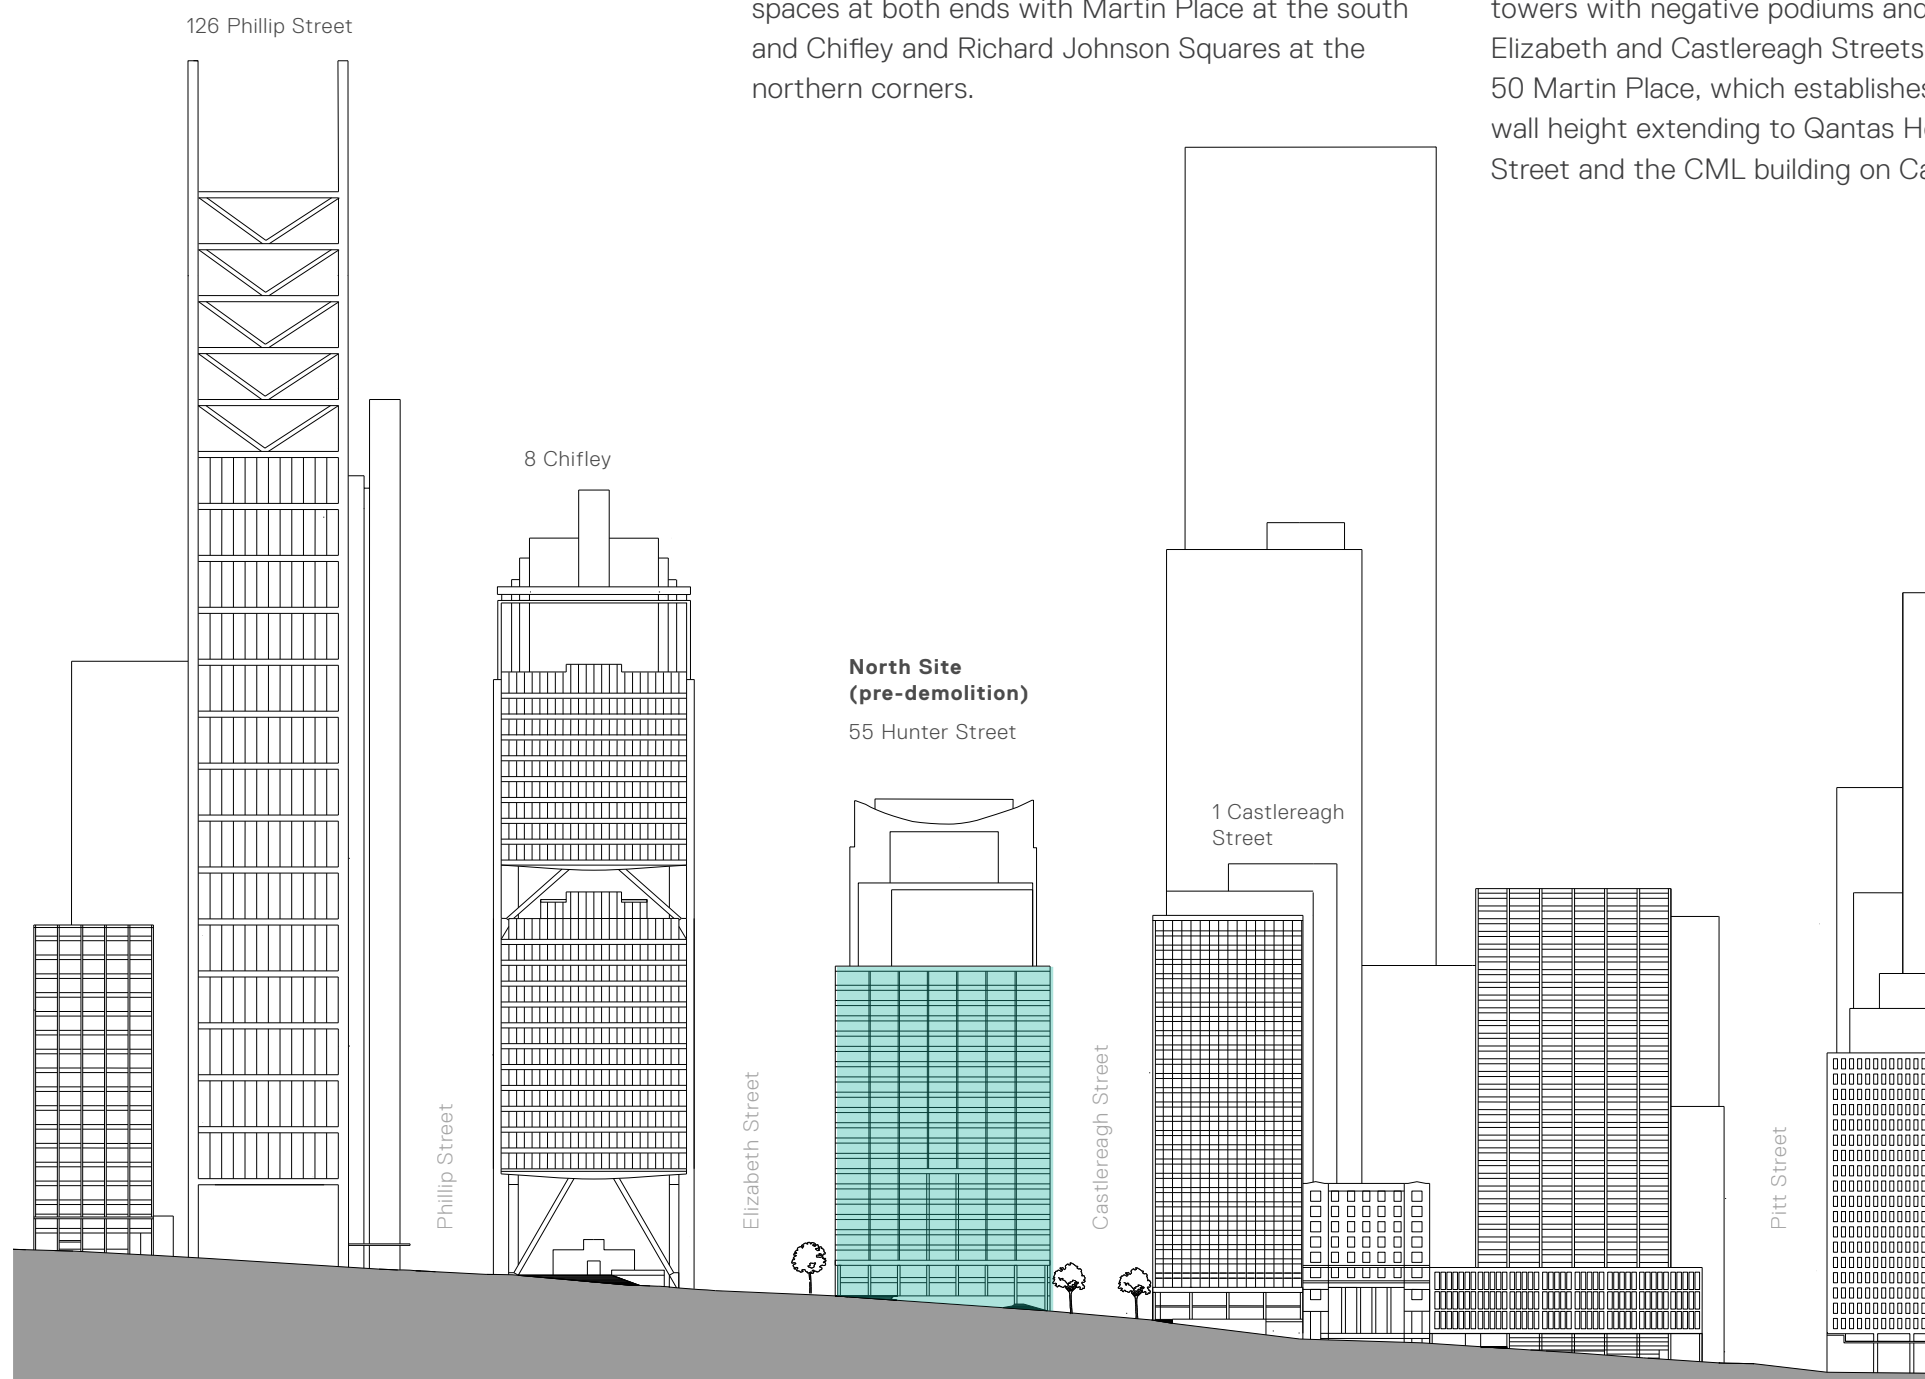 126 Phillip Street
spaces at both ends with Martin Place at the south
and Chifley and Richard Johnson Squares at the
northern corners.
towers with negative podiums and
Elizabeth and Castlereagh Streets
50 Martin Place, which establishes
wall height extending to Qantas H
Street and the CML building on Ca
8 Chifley
North Site
(pre-demolition)
55 Hunter Street
1 Castlereagh
Street
Phillip Street
Elizabeth Street
Castlereagh Street
Pitt Street